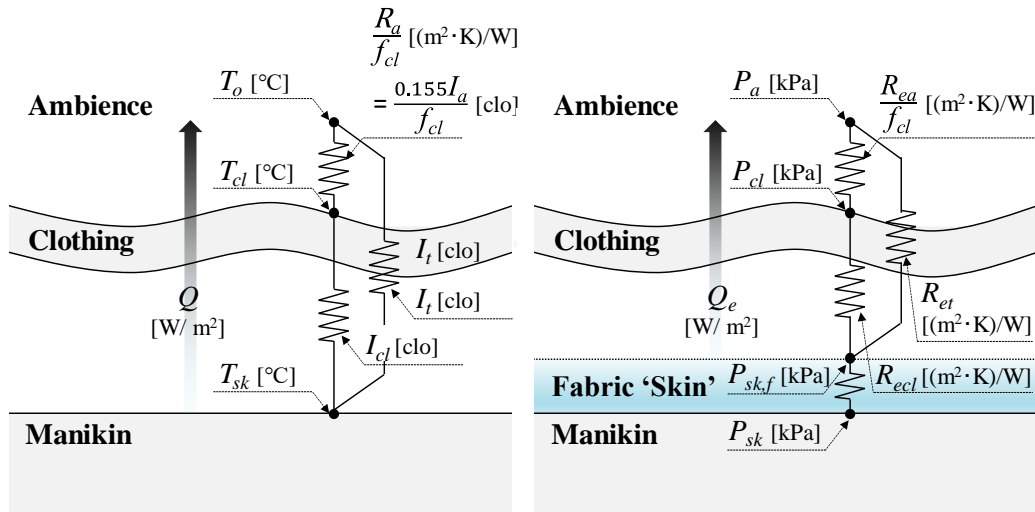 R_a/f_cl [(m²·K)/W]
= 0.155I_a/f_cl [clo]
T_o [°C]
Ambience
T_cl [°C]
Clothing
I_t [clo]
I_t [clo]
Q
[W/ m²]
I_cl [clo]
T_sk [°C]
Manikin
P_a [kPa]
R_ea/f_cl [(m²·K)/W]
Ambience
P_cl [kPa]
Clothing
Q_e
[W/ m²]
R_et
[(m²·K)/W]
Fabric ‘Skin’
P_sk,f [kPa]
R_ecl [(m²·K)/W]
Manikin
P_sk [kPa]